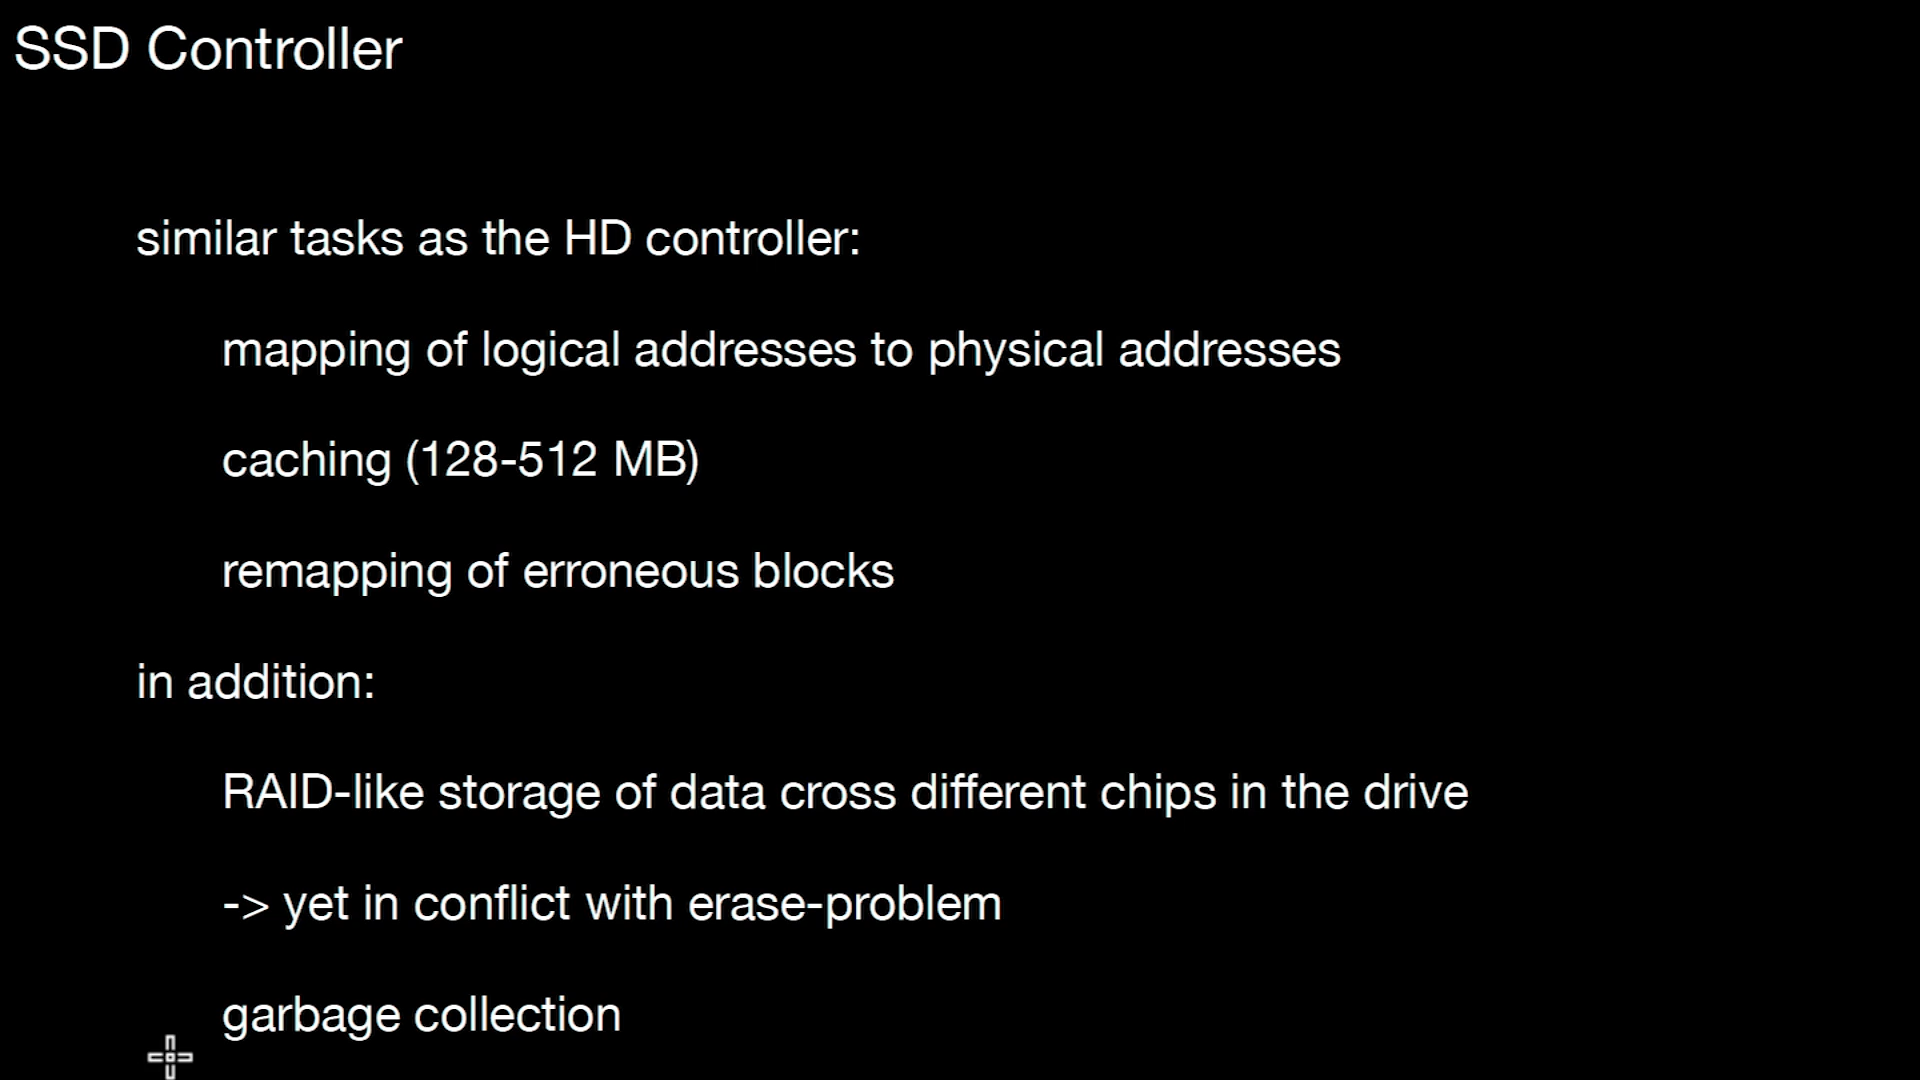 SSD Controller
similar tasks as the HD controller:
mapping of logical addresses to physical addresses
caching (128-512 MB)
remapping of erroneous blocks
in addition:
RAID-like storage of data cross different chips in the drive
-> yet in conflict with erase-problem
garbage collection